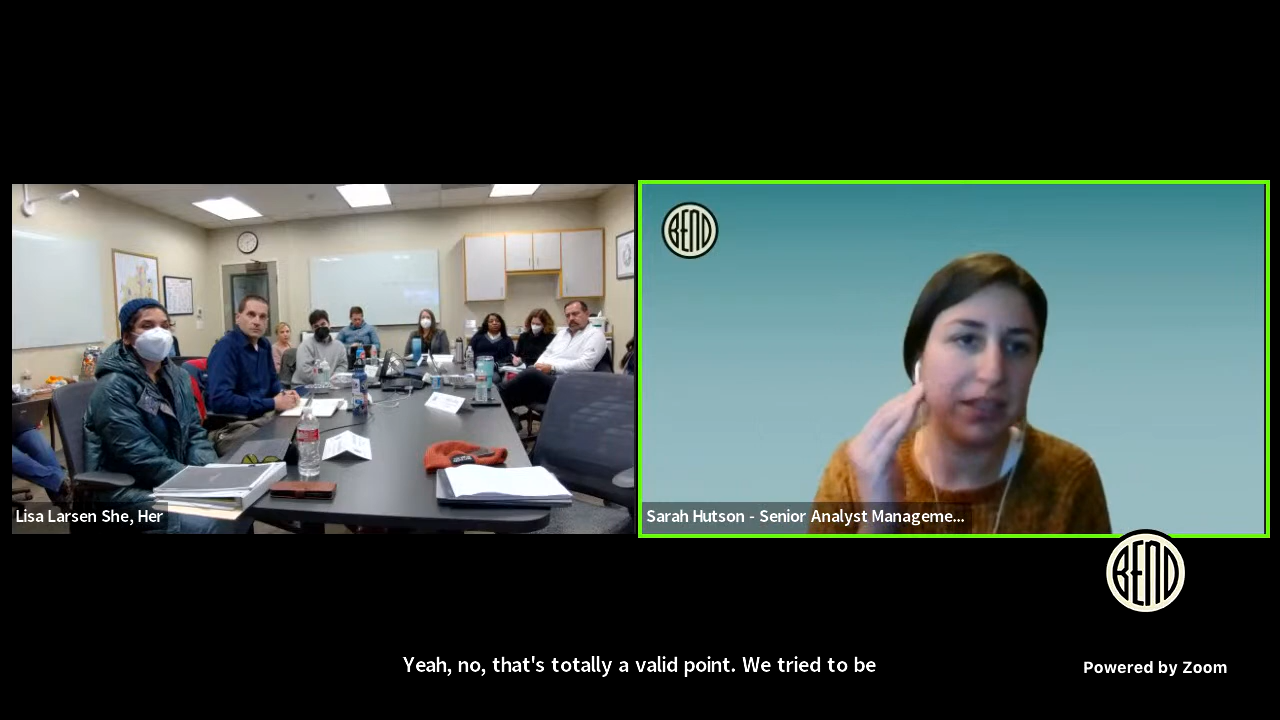 BEND
Lisa Larsen She, Her
Sarah Hutson - Senior Analyst Manageme...
BEND
Yeah, no, that's totally a valid point. We tried to be
Powered by Zoom